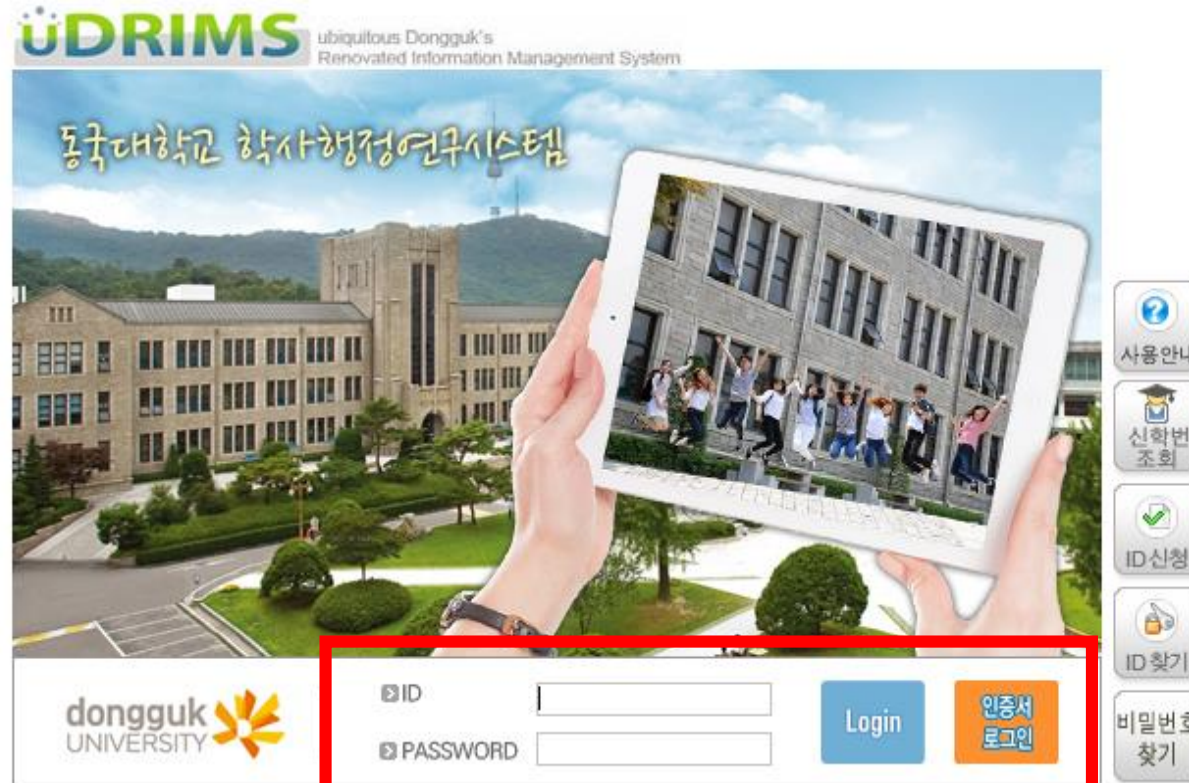 uDRIMS
ubiquitous Dongguk's
Renovated Information Management System
동국대학교 학사행정연구시스템
사용안내
신학번
조회
ID신청
ID찾기
비밀번호
찾기
dongguk
UNIVERSITY
ID
PASSWORD
Login
인증서
로그인